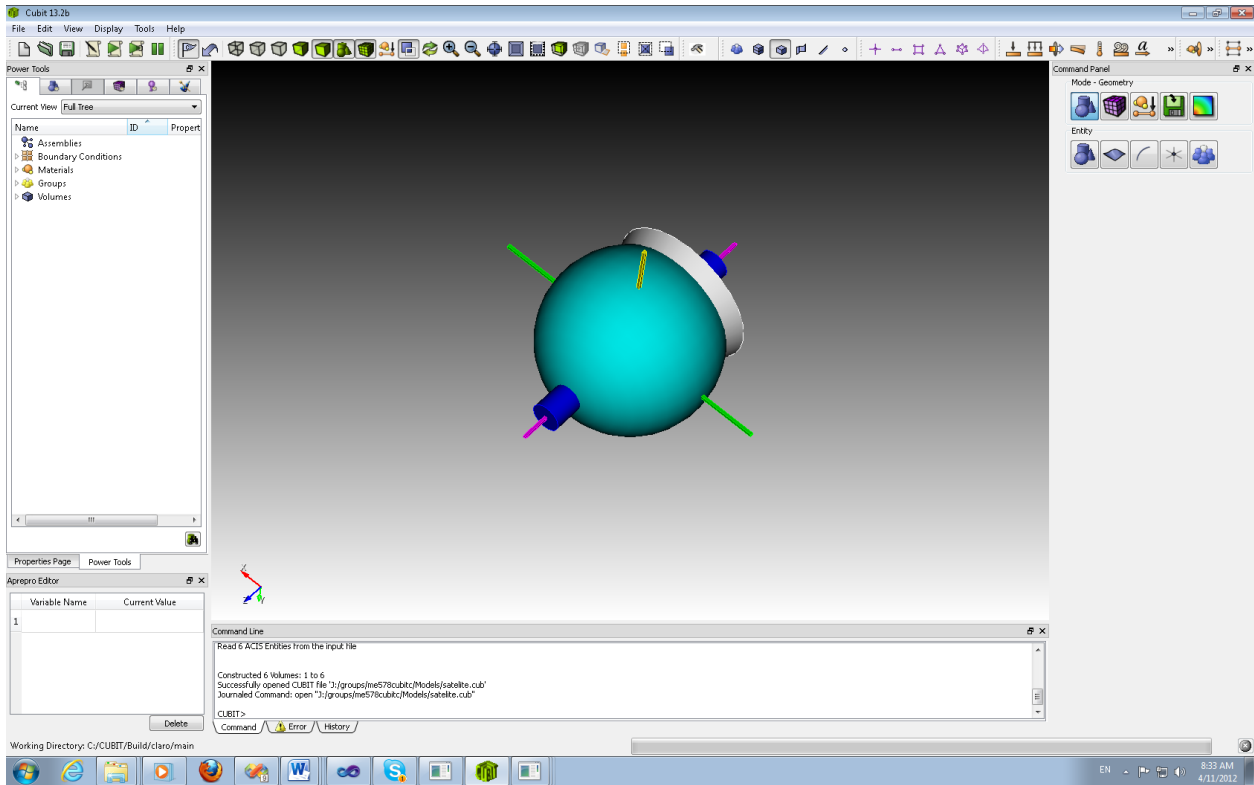 Cubit 13.2b
File Edit View Display Tools Help
Power Tools
Current View Full Tree
Name ID Propert
Assemblies
Boundary Conditions
Materials
Groups
Volumes
Properties Page Power Tools
Aprepro Editor
Variable Name Current Value
1
Delete
Working Directory: C:/CUBIT/Build/claro/main
X
Z Y
Command Line
Read 6 ACIS Entities from the input file
Constructed 6 Volumes: 1 to 6
Successfully opened CUBIT file 'J:/groups/me578cubitc/Models/satelite.cub'
Journaled Command: open "J:/groups/me578cubitc/Models/satelite.cub"
CUBIT>
Command Error History
Command Panel
Mode - Geometry
Entity
EN
8:33 AM
4/11/2012